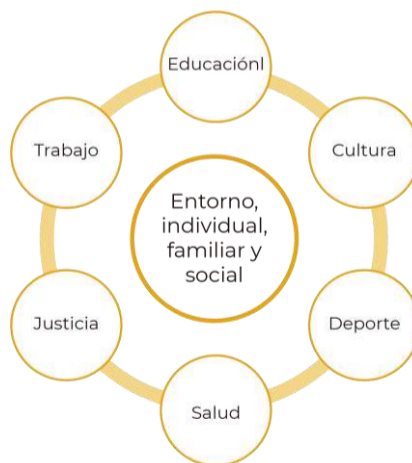 Educaciónl
Trabajo
Cultura
Entorno,
individual,
familiar y
social
Justicia
Deporte
Salud